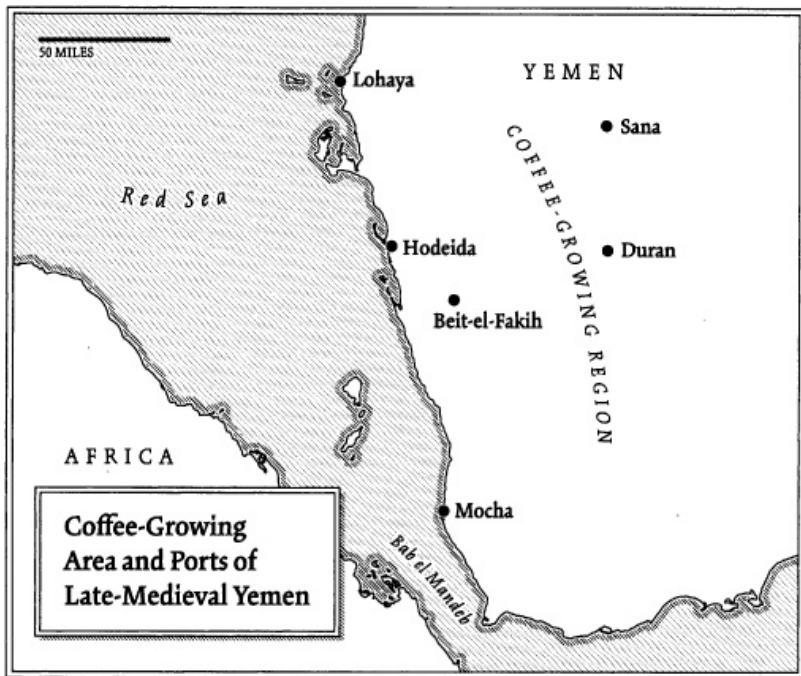 50 MILES
Lohaya
YEMEN
Sana
COFFEE-GROWING REGION
Red Sea
Hodeida
Duran
Beit-el-Fakih
AFRICA
Mocha
Bab el Mandeb
Coffee-Growing
Area and Ports of
Late-Medieval Yemen